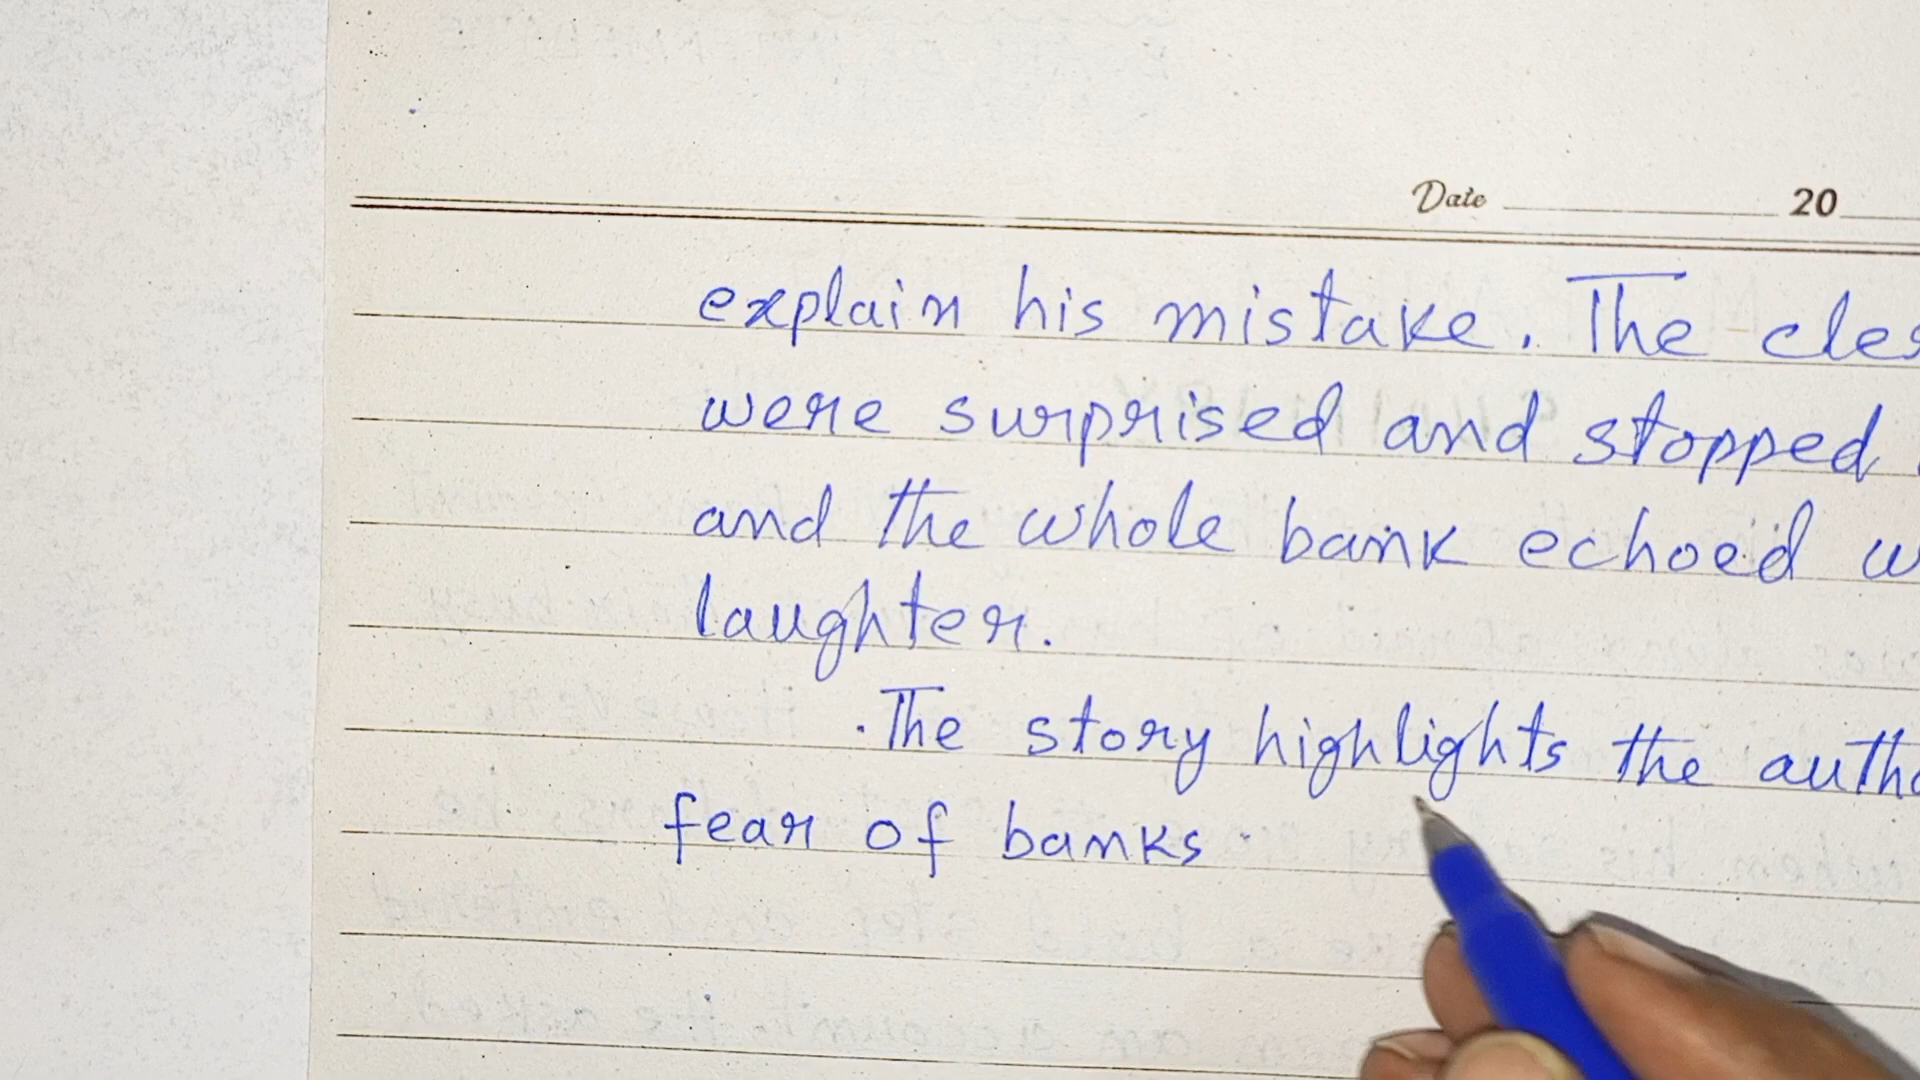 Date 20
explain his mistake. The
were surprised and stopped
and the whole bank echoed
laughter.
The story highlights the
fear of banks.